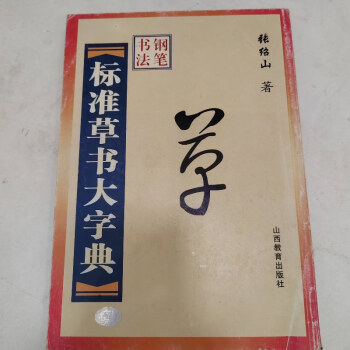 钢笔
书法
标准草书大字典
草
张绍山 著
山西教育出版社